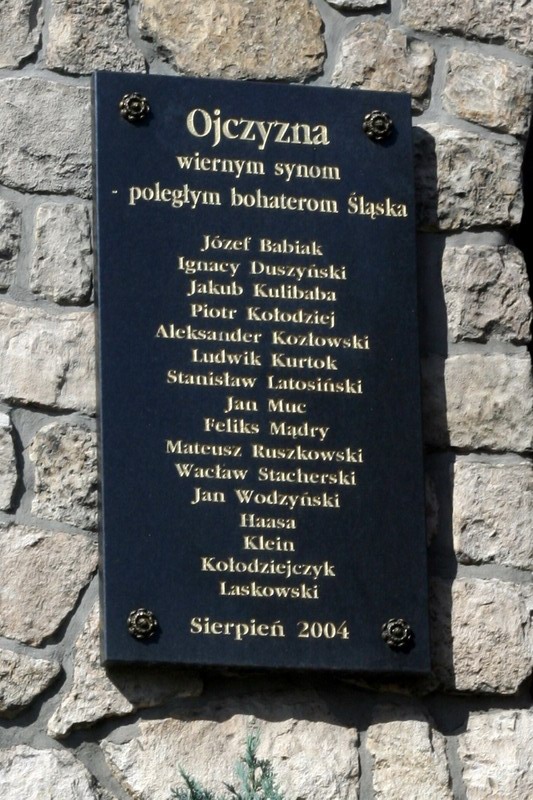 Ojczyzna
wiernym synom
- poległym bohaterom Śląska
Józef Babiak
Ignacy Duszyński
Jakub Kulibaba
Piotr Kołodziej
Aleksander Kozłowski
Ludwik Kurtok
Stanisław Latosiński
Jan Muc
Feliks Mądry
Mateusz Ruszkowski
Wacław Stacherski
Jan Wodzyński
Haasa
Klein
Kołodziejczyk
Laskowski
Sierpień 2004